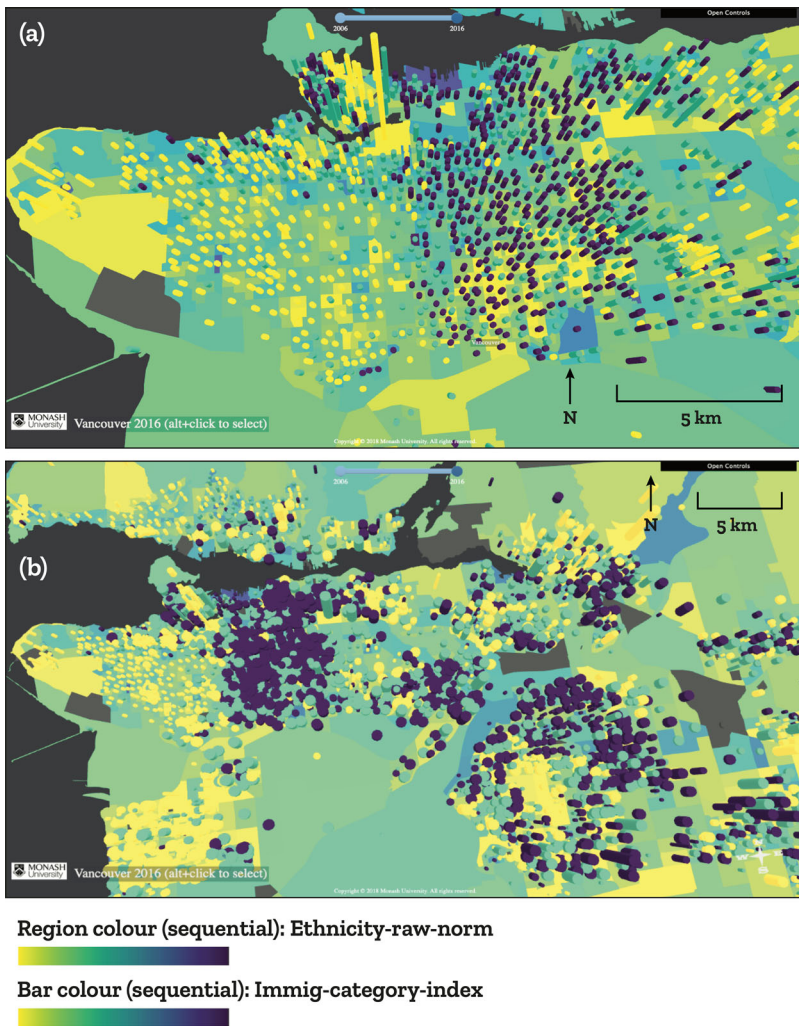 (a)
Open Controls
2006
2016
Vancouver
N
5 km
MONASH
University
Vancouver 2016 (alt+click to select)
Copyright © 2018 Monash University. All rights reserved
(b)
Open Controls
2006
2016
N
5 km
MONASH
University
Vancouver 2016 (alt+click to select)
Copyright © 2018 Monash University. All rights reserved
W
E
S
Region colour (sequential): Ethnicity-raw-norm
Bar colour (sequential): Immig-category-index